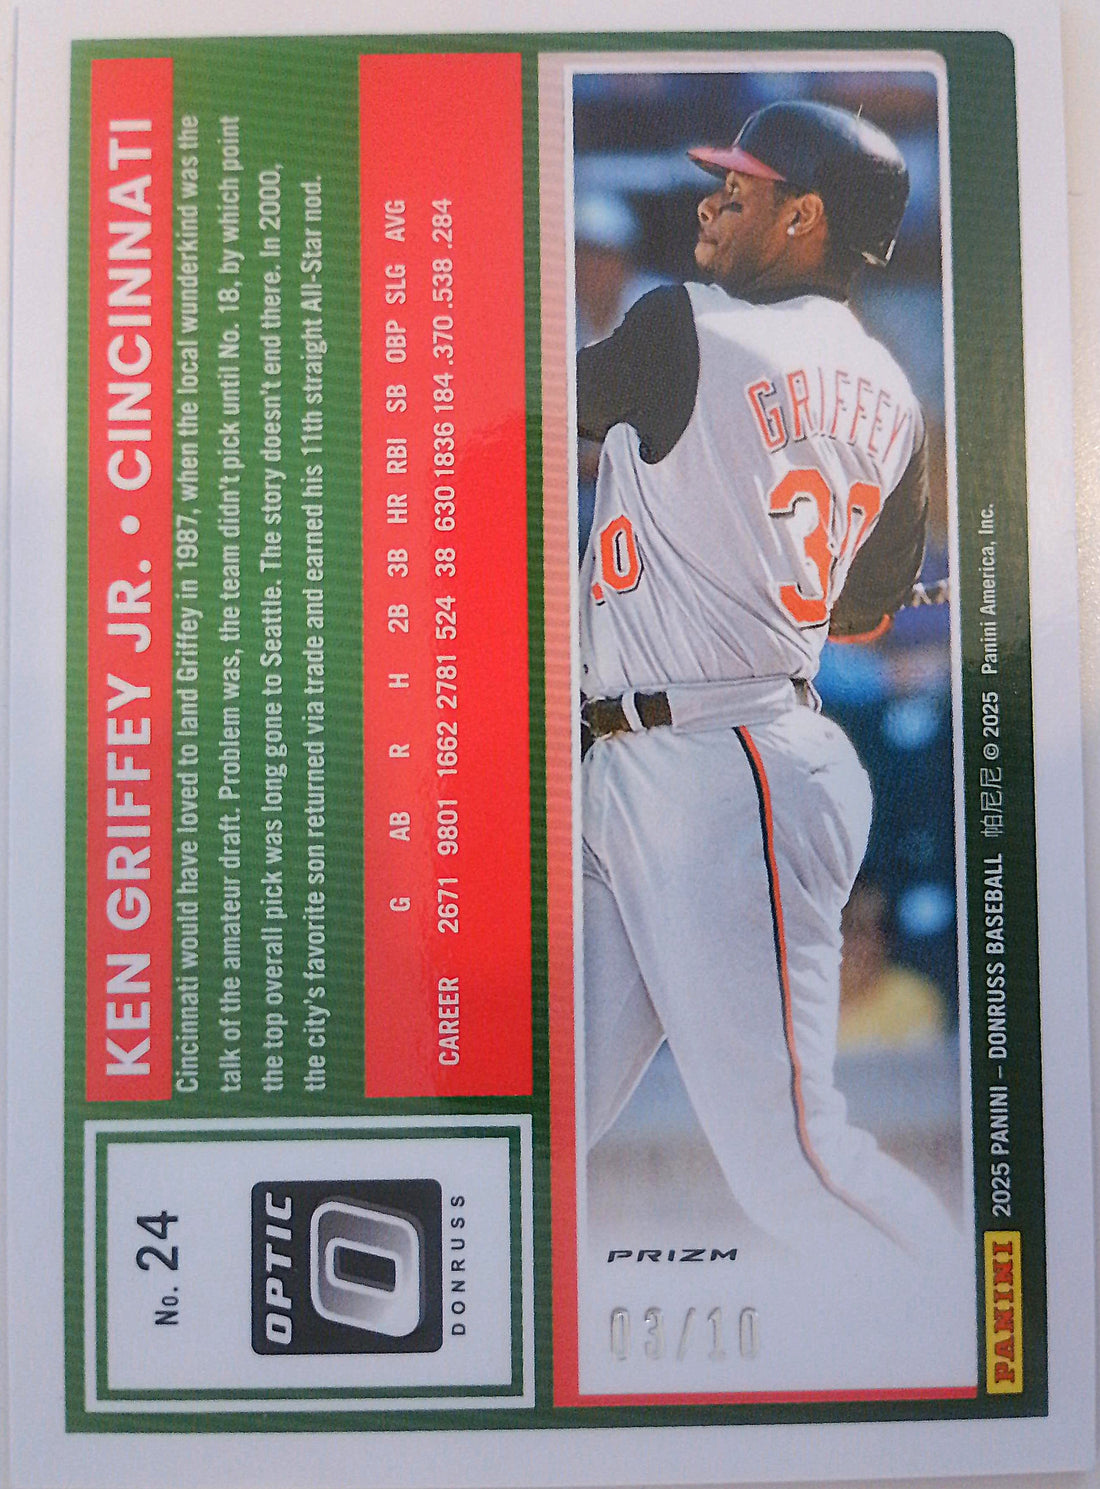 No. 24
OPTIC
DONRUSS
KEN GRIFFEY JR. • CINCINNATI
Cincinnati would have loved to land Griffey in 1987, when the local wunderkind was the
talk of the amateur draft. Problem was, the team didn't pick until No. 18, by which point
the top overall pick was long gone to Seattle. The story doesn't end there. In 2000,
the city's favorite son returned via trade and earned his 11th straight All-Star nod.
G AB R H 2B 3B HR RBI SB OBP SLG AVG
CAREER 2671 9801 1662 2781 524 38 630 1836 184 .370 .538 .284
PRIZM
03/10
GRIFFEY
30
PANINI
2025 PANINI – DONRUSS BASEBALL 帕尼尼 © 2025 Panini America, Inc.